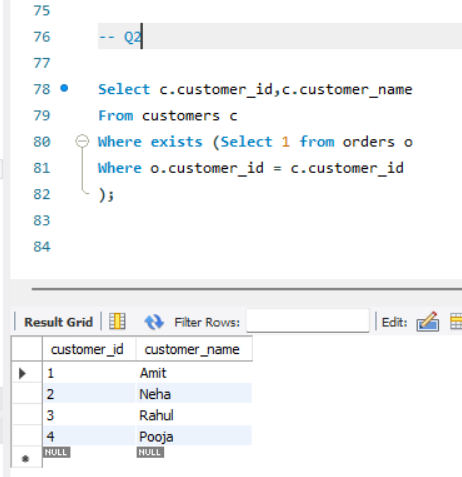 75
76 -- Q2
77
78 Select c.customer_id,c.customer_name
79 From customers c
80 Where exists (Select 1 from orders o
81 Where o.customer_id = c.customer_id
82 );
83
84
Result Grid Filter Rows: Edit:
customer_id customer_name
1 Amit
2 Neha
3 Rahul
4 Pooja
NULL NULL